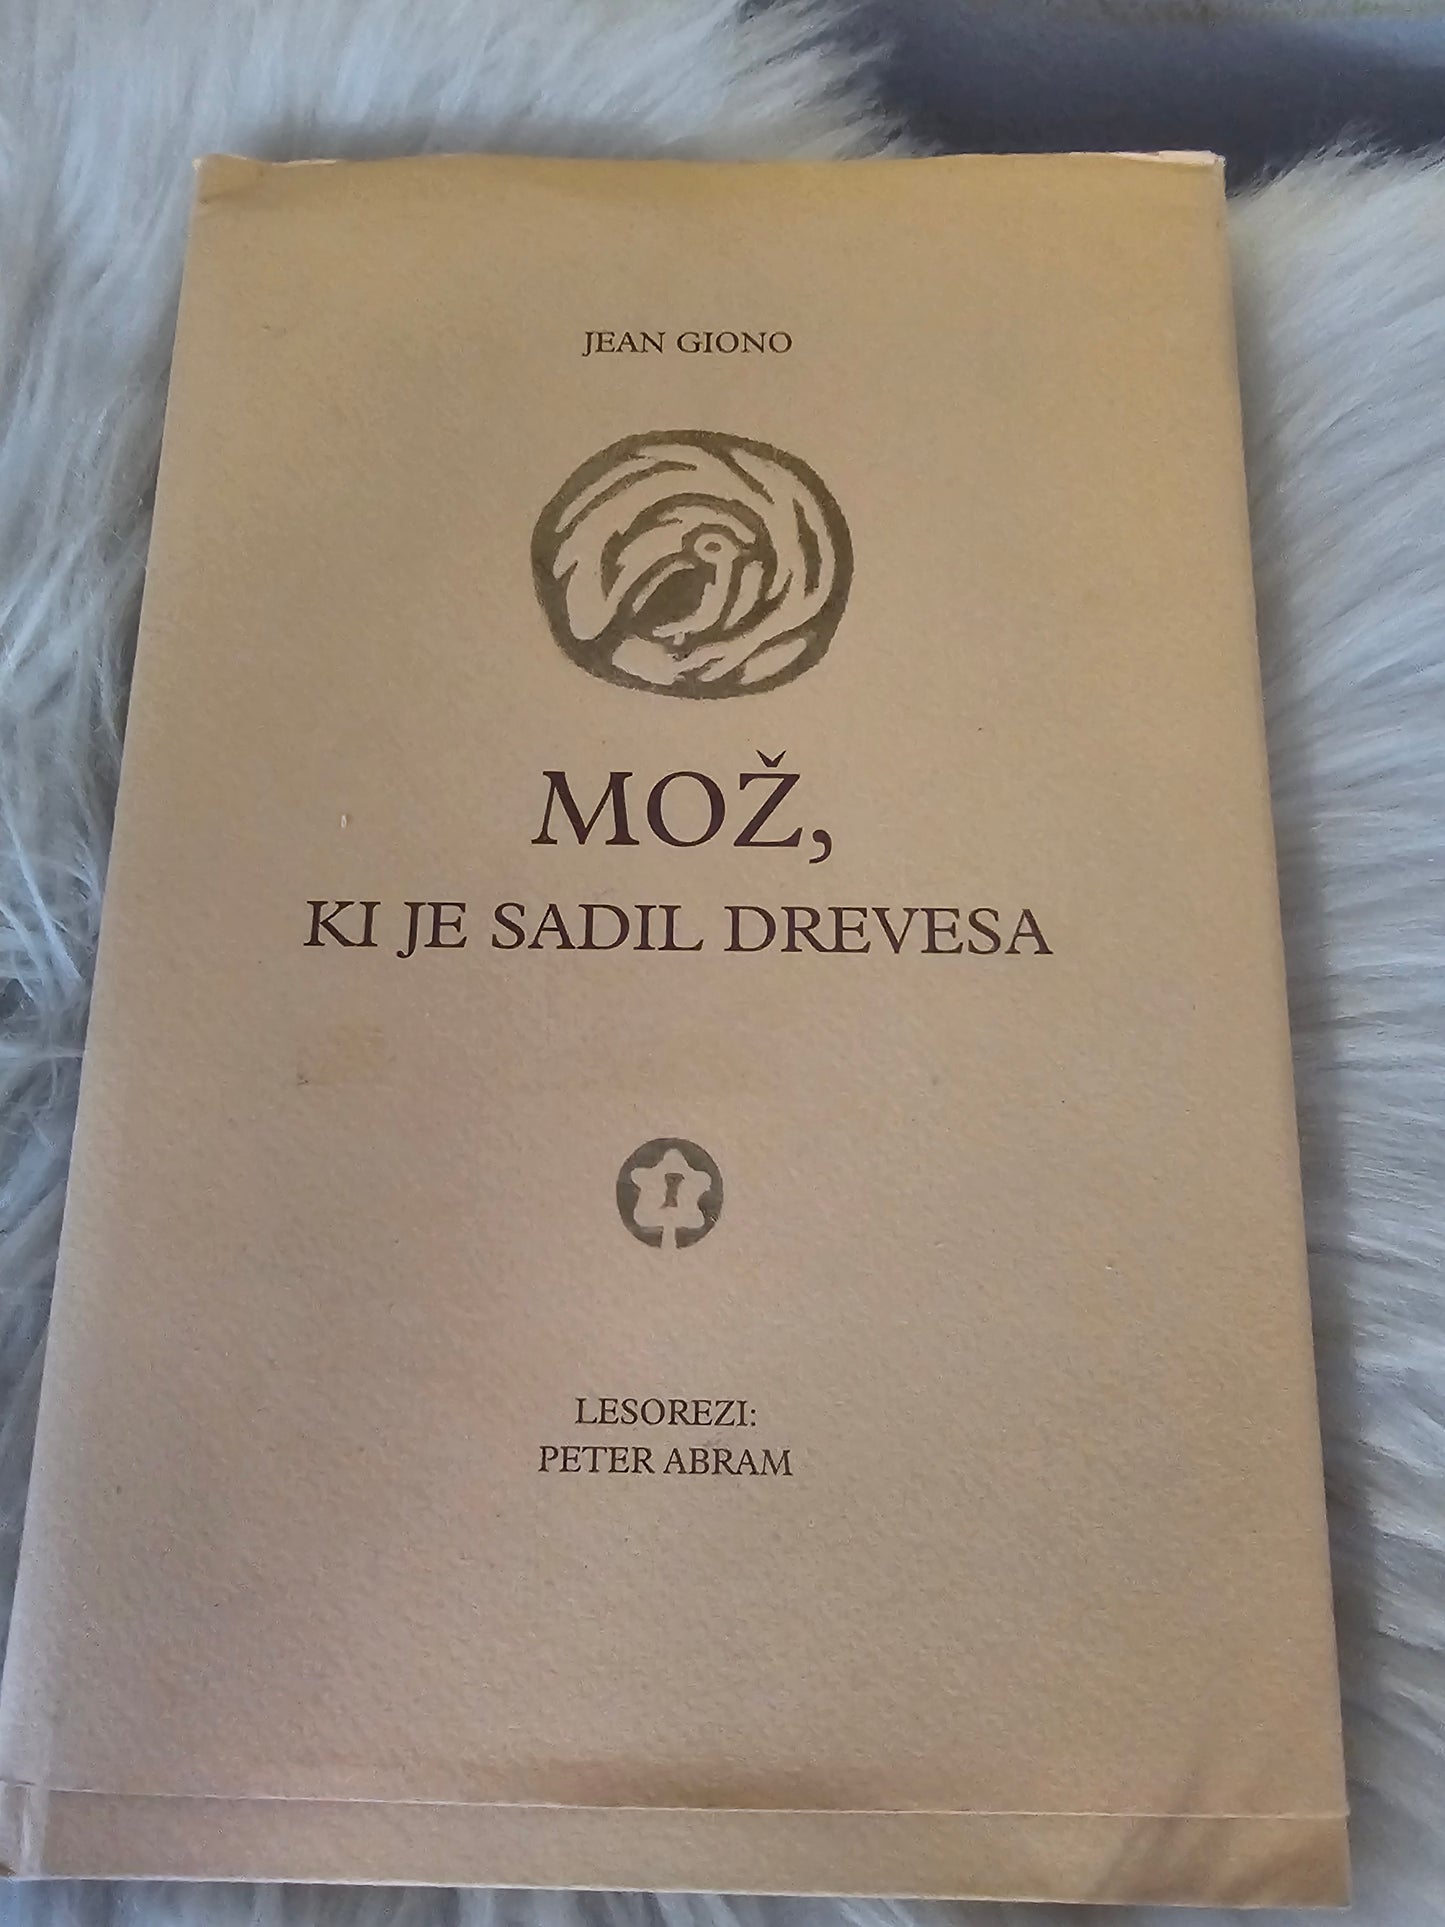 JEAN GIONO
MOŽ,
KI JE SADIL DREVESA
LESOREZI:
PETER ABRAM